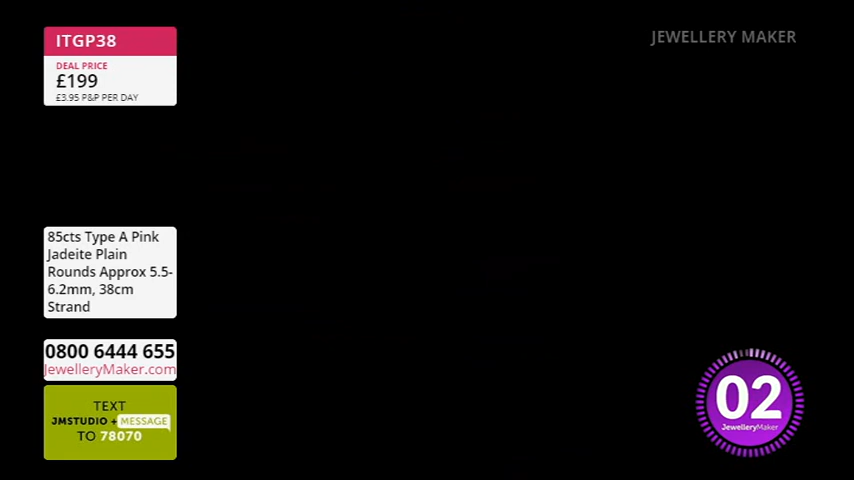 ITGP38
DEAL PRICE
£199
£3.95 P&P PER DAY
JEWELLERY MAKER
85cts Type A Pink
Jadeite Plain
Rounds Approx 5.5-
6.2mm, 38cm
Strand
0800 6444 655
JewelleryMaker.com
TEXT
JMSTUDIO + MESSAGE
TO 78070
02
JewelleryMaker